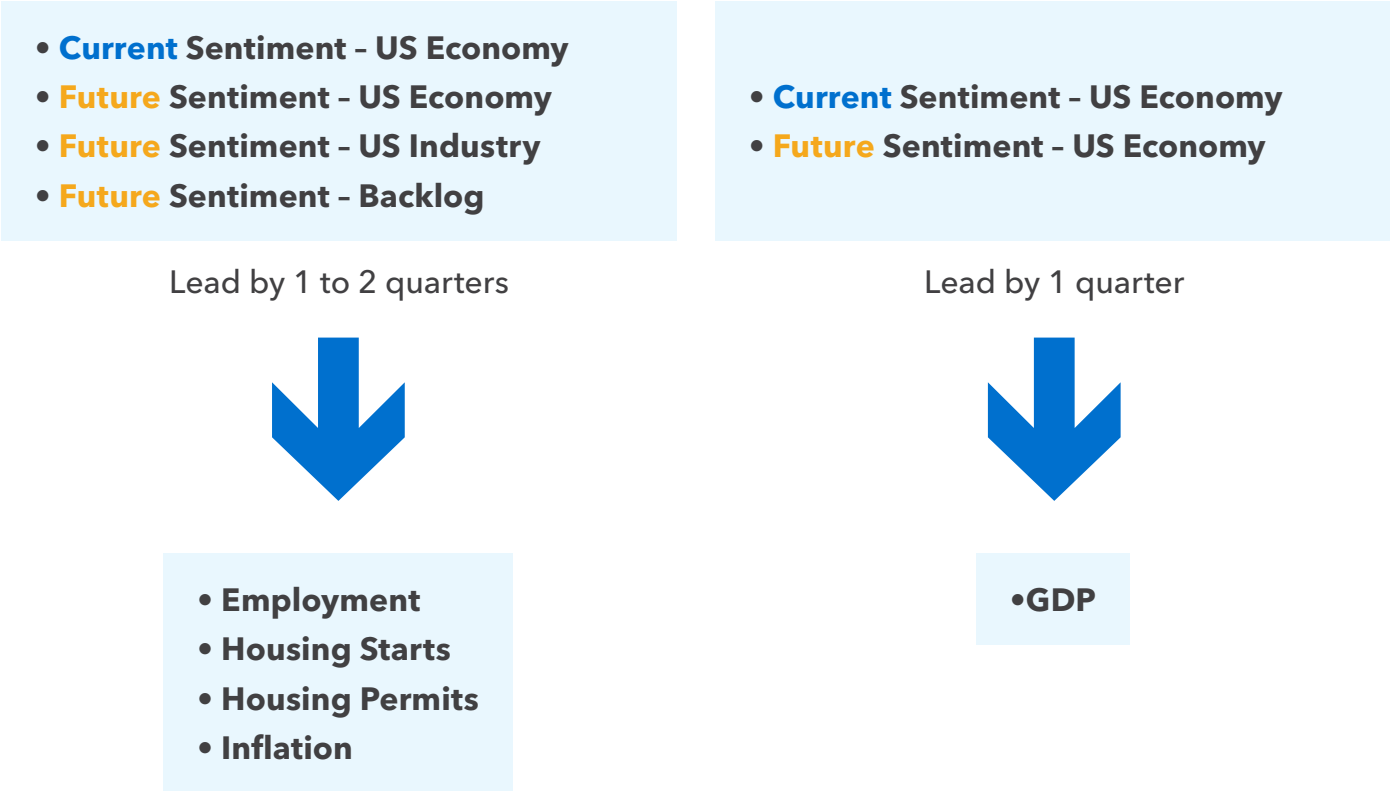 • Current Sentiment – US Economy
• Future Sentiment – US Economy
• Future Sentiment – US Industry
• Future Sentiment – Backlog
Lead by 1 to 2 quarters
• Employment
• Housing Starts
• Housing Permits
• Inflation
• Current Sentiment – US Economy
• Future Sentiment – US Economy
Lead by 1 quarter
•GDP